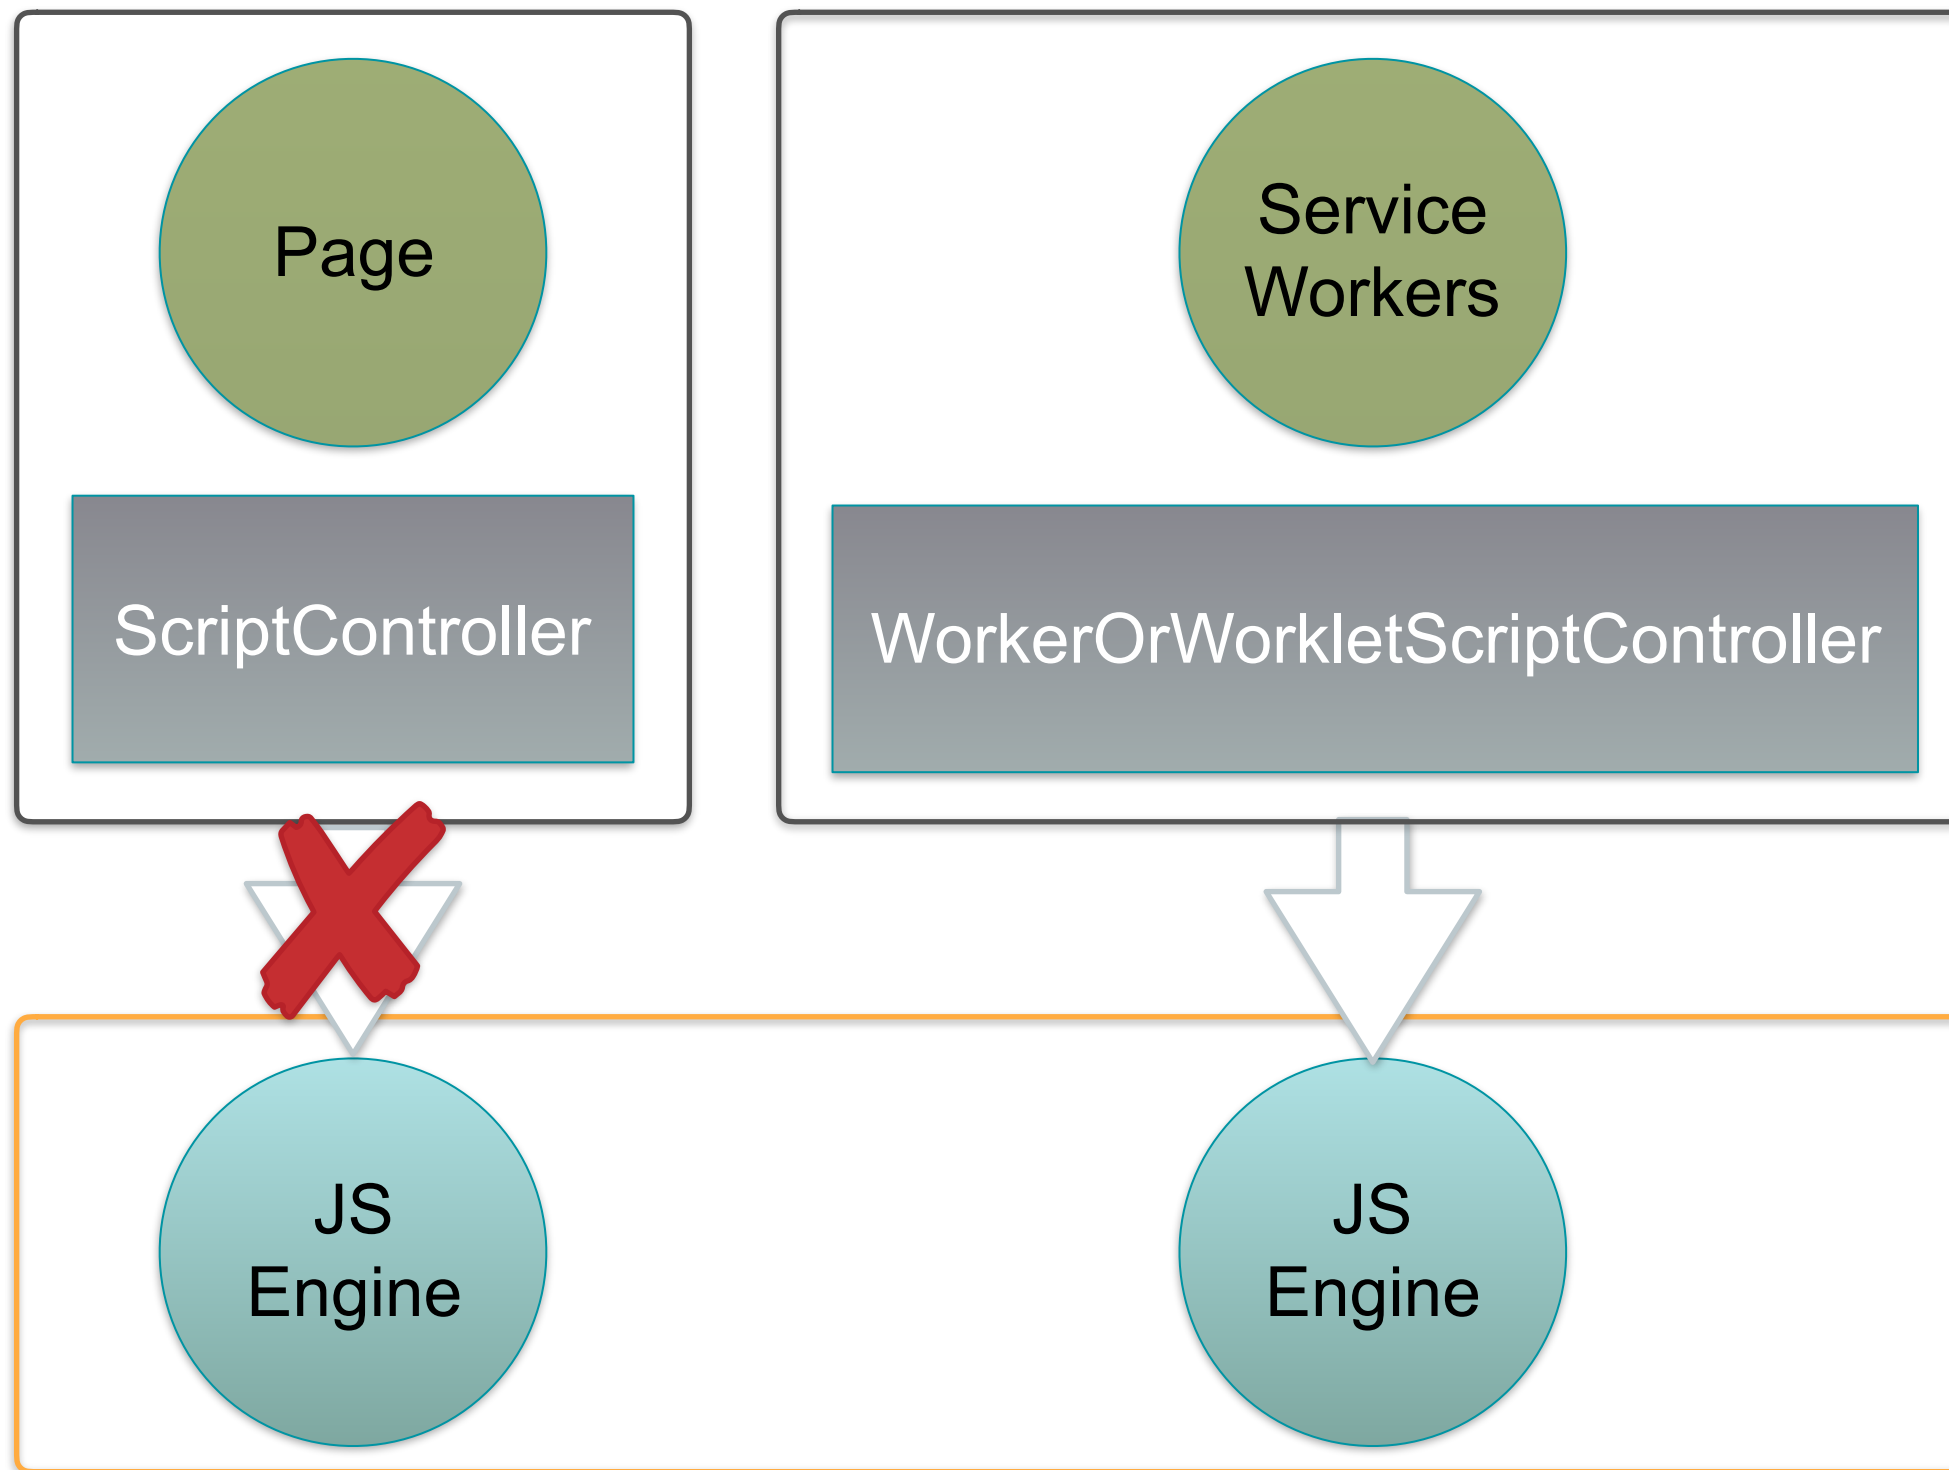 Page
Service
Workers
ScriptController
WorkerOrWorkletScriptController
JS
Engine
JS
Engine